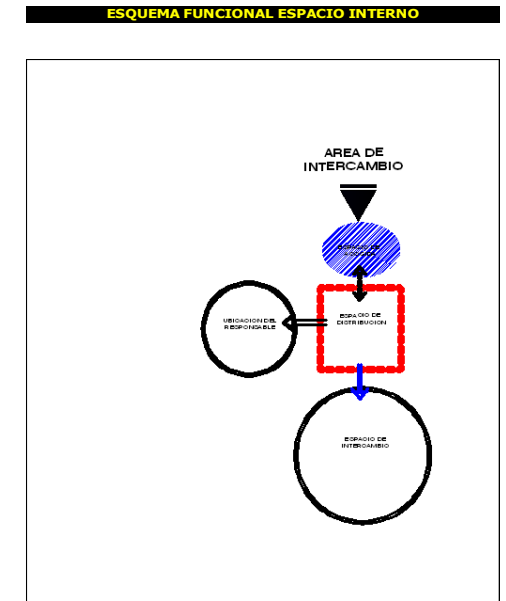 ESQUEMA FUNCIONAL ESPACIO INTERNO
AREA DE
INTERCAMBIO
UBICACION DEL
RESPONSABLE
ESPACIO DE
DISTRIBUCION
ESPACIO DE
INTERCAMBIO